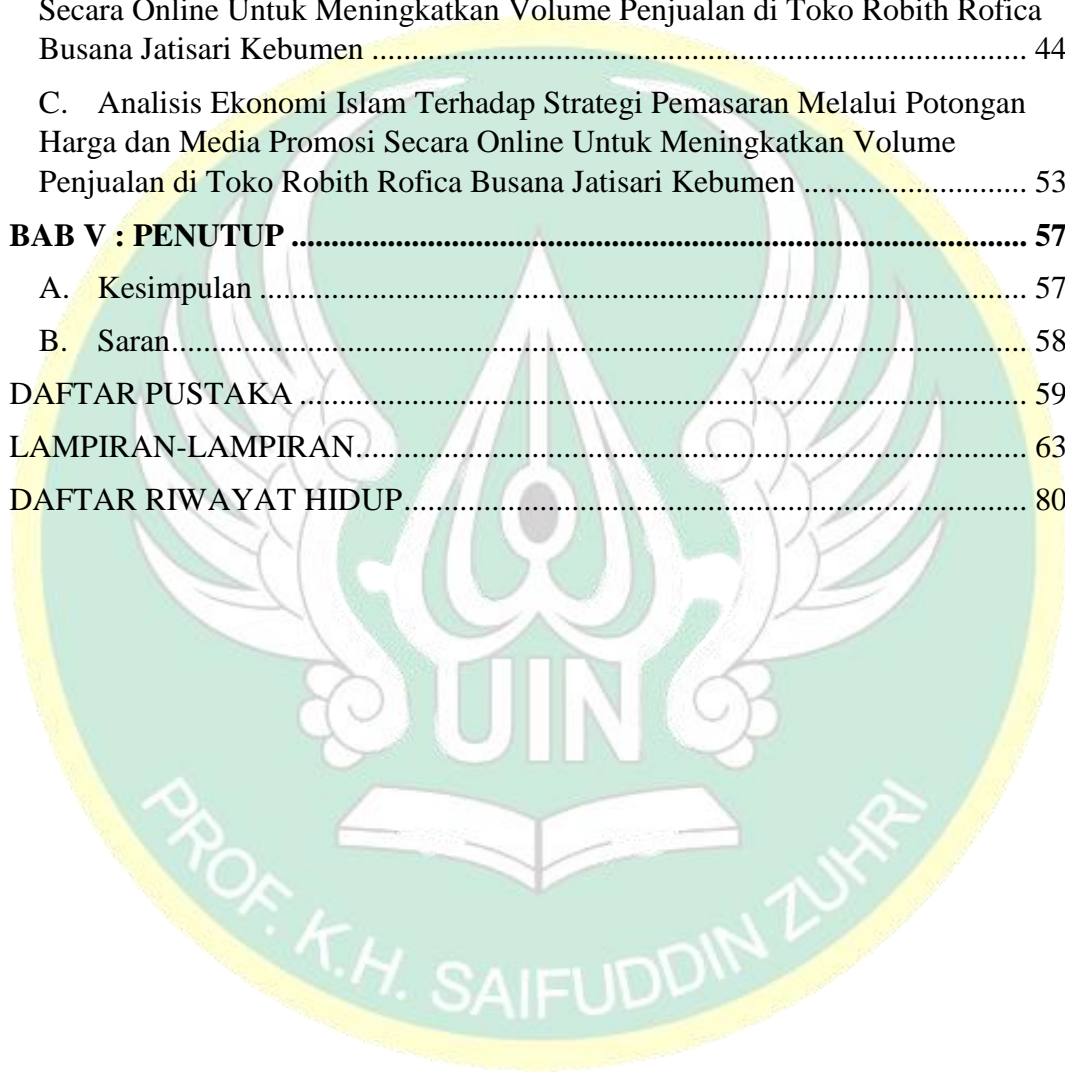 Secara Online Untuk Meningkatkan Volume Penjualan di Toko Robith Rofica
Busana Jatisari Kebumen .................................................................................. 44
C. Analisis Ekonomi Islam Terhadap Strategi Pemasaran Melalui Potongan
Harga dan Media Promosi Secara Online Untuk Meningkatkan Volume
Penjualan di Toko Robith Rofica Busana Jatisari Kebumen ............................ 53
BAB V : PENUTUP ............................................................................................ 57
A. Kesimpulan ................................................................................................ 57
B. Saran........................................................................................................... 58
DAFTAR PUSTAKA ............................................................................................ 59
LAMPIRAN-LAMPIRAN.................................................................................... 63
DAFTAR RIWAYAT HIDUP.............................................................................. 80
UIN
PROF. K.H. SAIFUDDIN ZUHRI